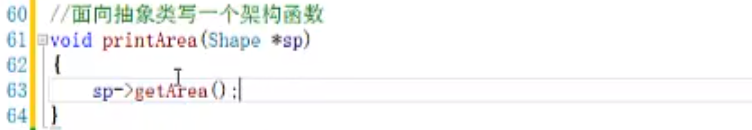 60 //面向抽象类写一个架构函数
61 void printArea(Shape *sp)
62 {
63 sp->getArea();
64 }